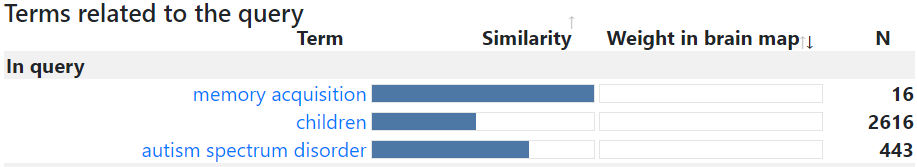 Terms related to the query
Term Similarity↑ Weight in brain map↑↓ N
In query
memory acquisition 16
children 2616
autism spectrum disorder 443